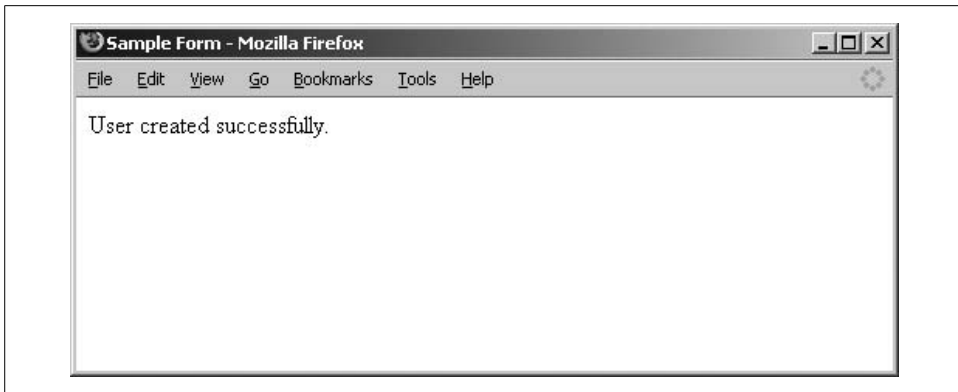 Sample Form - Mozilla Firefox
File Edit View Go Bookmarks Tools Help
User created successfully.